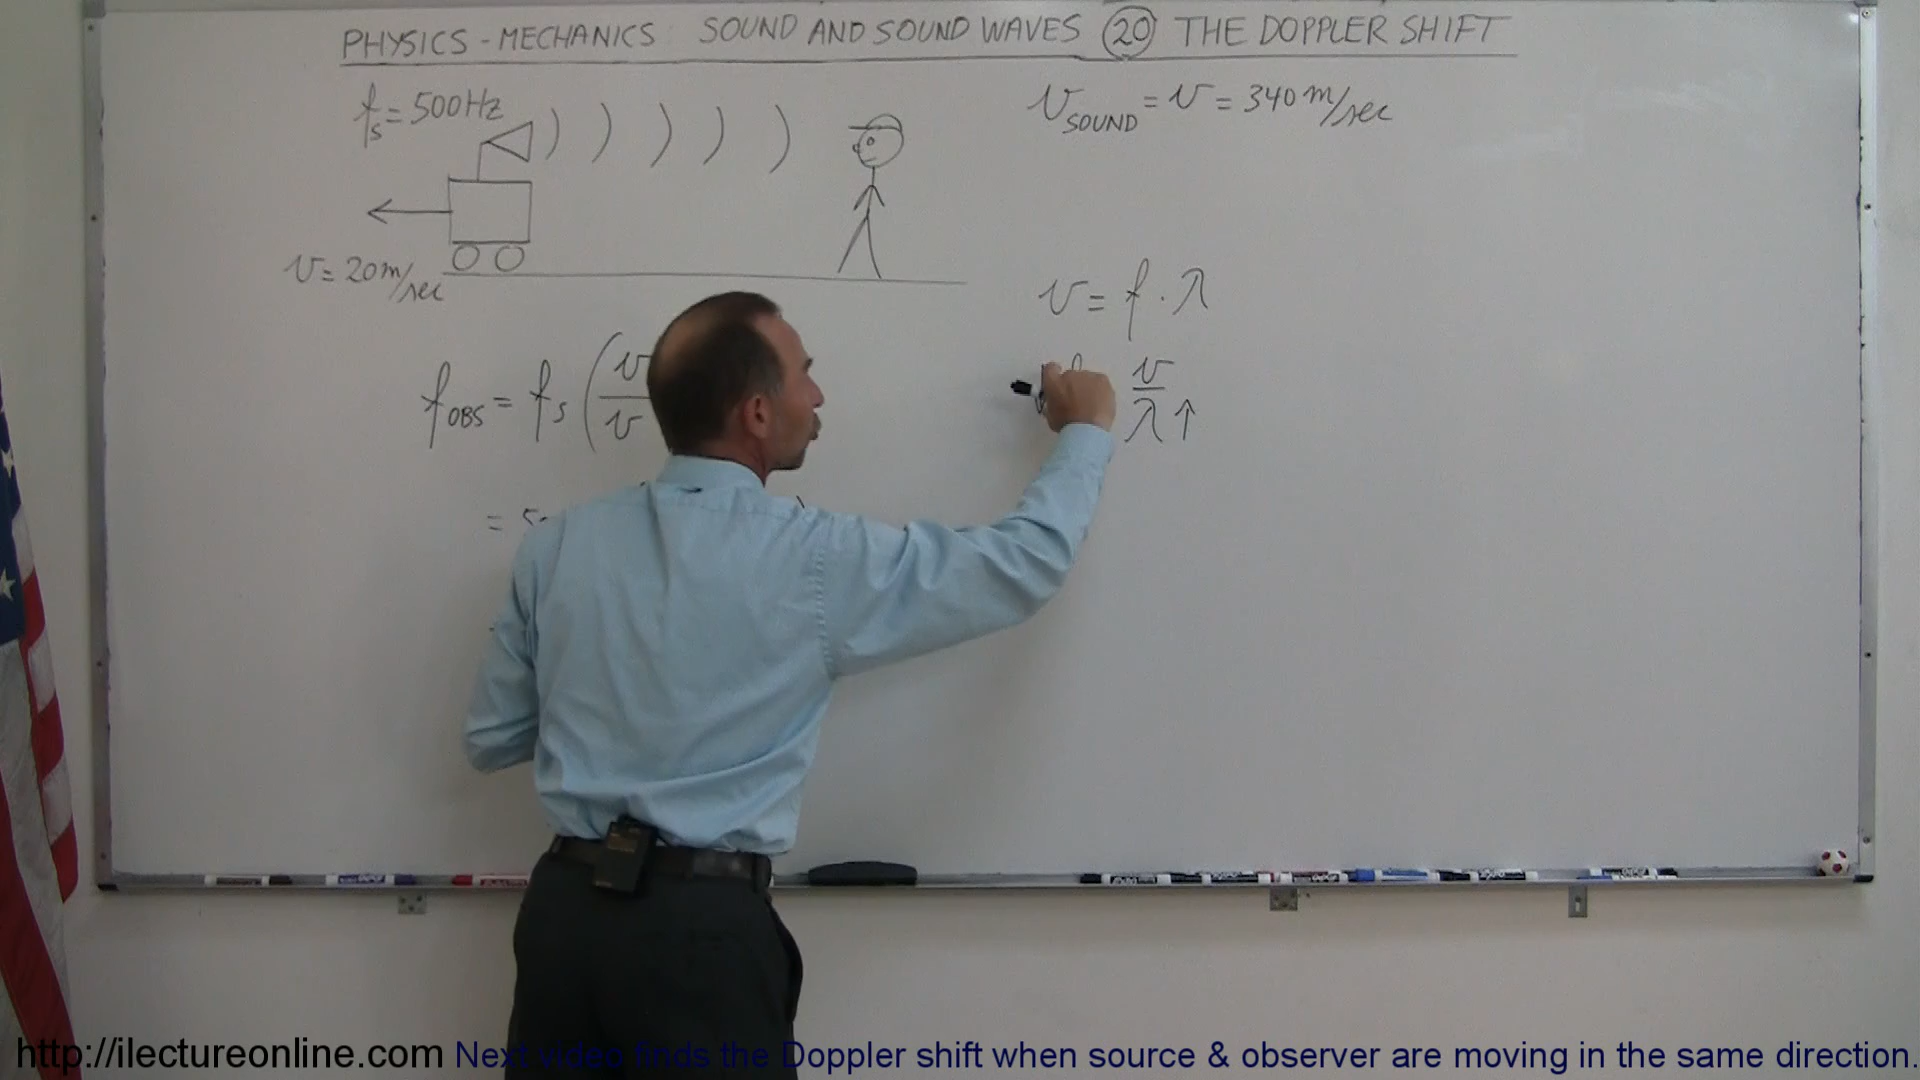 PHYSICS - MECHANICS: SOUND AND SOUND WAVES 20 THE DOPPLER SHIFT
fs = 500Hz
vSOUND = v = 340 m/sec
v = 20 m/sec
v = f · λ
fOBS = fs ( v / v
v / λ ↑
=
http://ilectureonline.com Next video finds the Doppler shift when source & observer are moving in the same direction.